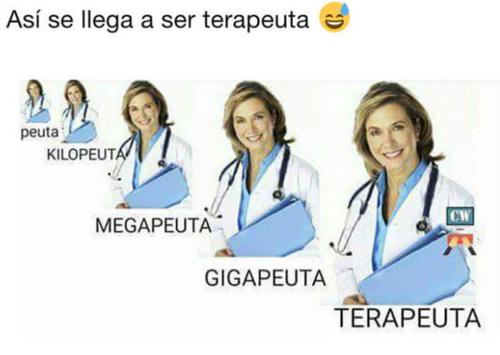 Así se llega a ser terapeuta 😅
peuta
KILOPEUTA
MEGAPEUTA
GIGAPEUTA
TERAPEUTA
CW